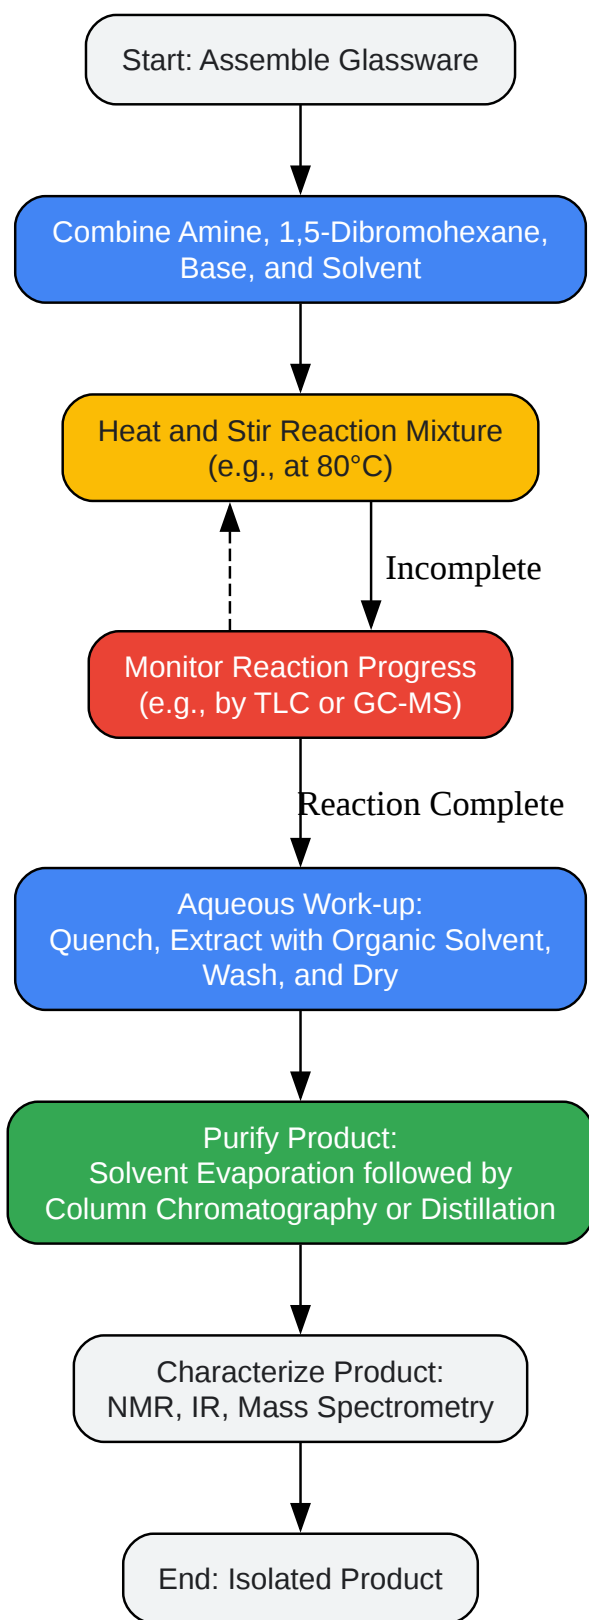 Start: Assemble Glassware
Combine Amine, 1,5-Dibromohexane,
Base, and Solvent
Heat and Stir Reaction Mixture
(e.g., at 80°C)
Incomplete
Monitor Reaction Progress
(e.g., by TLC or GC-MS)
Reaction Complete
Aqueous Work-up:
Quench, Extract with Organic Solvent,
Wash, and Dry
Purify Product:
Solvent Evaporation followed by
Column Chromatography or Distillation
Characterize Product:
NMR, IR, Mass Spectrometry
End: Isolated Product